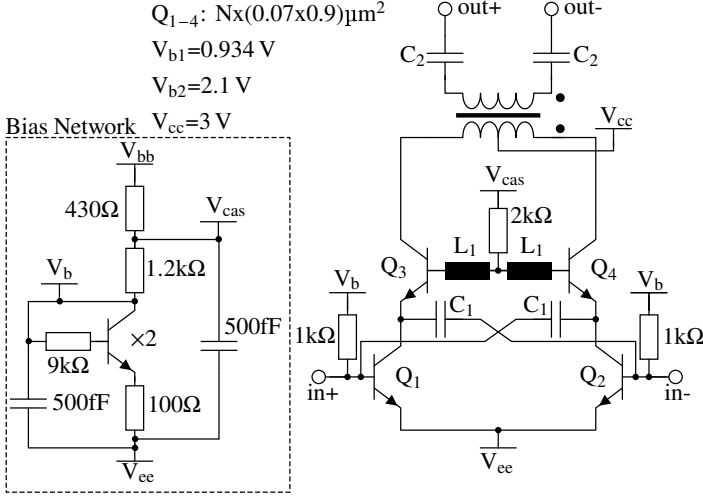 Q1-4: Nx(0.07x0.9)µm²
Vb1=0.934 V
Vb2=2.1 V
Vcc=3 V
Bias Network
Vbb
430Ω
Vcas
1.2kΩ
Vb
×2
9kΩ
500fF
500fF
100Ω
Vee
out+
out-
C2
C2
Vcc
Vcas
2kΩ
L1
L1
Q3
Q4
Vb
Vb
C1
C1
1kΩ
1kΩ
Q1
Q2
in+
in-
Vee